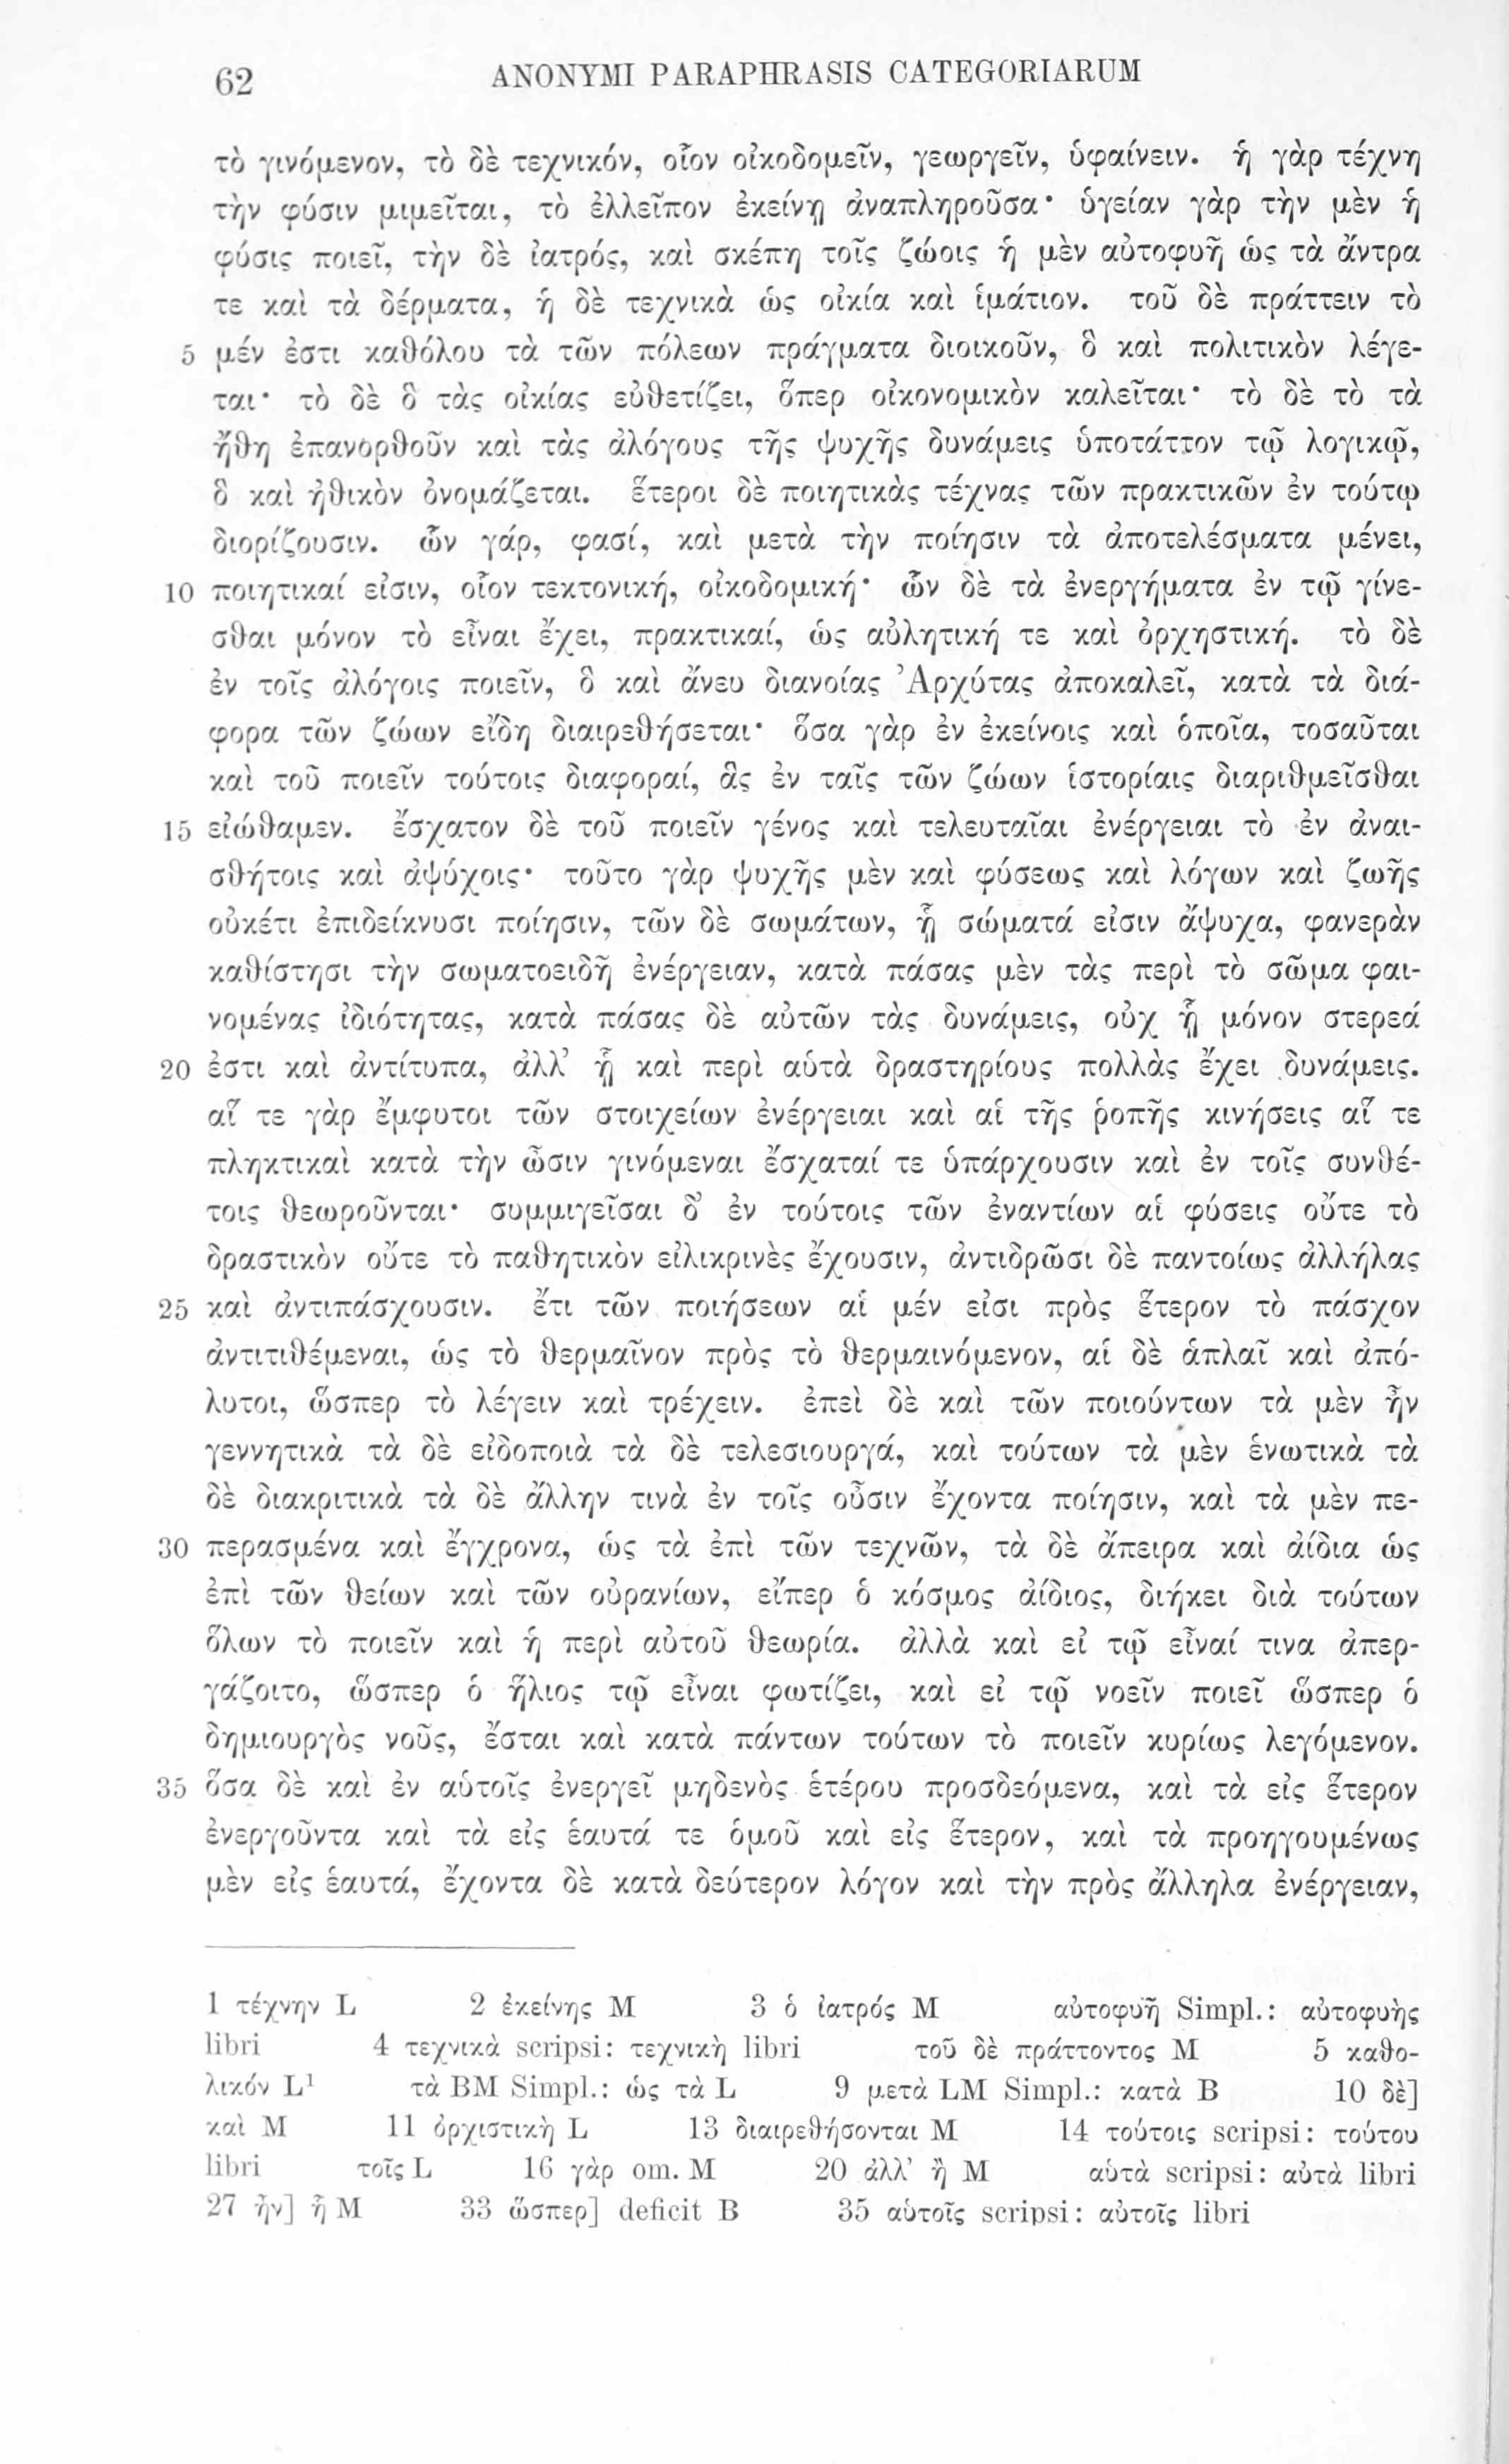 62 ANONYMI PARAPHRASIS CATEGORIARUM
τὸ γινόμενον, τὸ δὲ τεχνικόν, οἷον οἰκοδομεῖν, γεωργεῖν, ὑφαίνειν. ἡ γὰρ τέχνη
τὴν φύσιν μιμεῖται, τὸ ἐλλεῖπον ἐκείνῃ ἀναπληροῦσα· ὑγείαν γὰρ τὴν μὲν ἡ
φύσις ποιεῖ, τὴν δὲ ἰατρός, καὶ σκέπη τοῖς ζώοις ἡ μὲν αὐτοφυῆ ὡς τὰ ἄντρα
τε καὶ τὰ δέρματα, ἡ δὲ τεχνικὰ ὡς οἰκία καὶ ἱμάτιον. τοῦ δὲ πράττειν τὸ
5 μέν ἐστι καθόλου τὰ τῶν πόλεων πράγματα διοικοῦν, ὃ καὶ πολιτικὸν λέγε-
ται· τὸ δὲ ὃ τὰς οἰκίας εὐθετίζει, ὅπερ οἰκονομικὸν καλεῖται· τὸ δὲ τὸ τὰ
ἤθη ἐπανορθοῦν καὶ τὰς ἀλόγους τῆς ψυχῆς δυνάμεις ὑποτάττον τῷ λογικῷ,
ὃ καὶ ἠθικὸν ὀνομάζεται. ἕτεροι δὲ ποιητικὰς τέχνας τῶν πρακτικῶν ἐν τούτῳ
διορίζουσιν. ὧν γάρ, φασί, καὶ μετὰ τὴν ποίησιν τὰ ἀποτελέσματα μένει,
10 ποιητικαί εἰσιν, οἷον τεκτονική, οἰκοδομική· ὧν δὲ τὰ ἐνεργήματα ἐν τῷ γίνε-
σθαι μόνον τὸ εἶναι ἔχει, πρακτικαί, ὡς αὐλητική τε καὶ ὀρχηστική. τὸ δὲ
ἐν τοῖς ἀλόγοις ποιεῖν, ὃ καὶ ἄνευ διανοίας Ἀρχύτας ἀποκαλεῖ, κατὰ τὰ διά-
φορα τῶν ζώων εἴδη διαιρεθήσεται· ὅσα γὰρ ἐν ἐκείνοις καὶ ὁποῖα, τοσαῦται
καὶ τοῦ ποιεῖν τούτοις διαφοραί, ἃς ἐν ταῖς τῶν ζώων ἱστορίαις διαριθμεῖσθαι
15 εἰώθαμεν. ἔσχατον δὲ τοῦ ποιεῖν γένος καὶ τελευταῖαι ἐνέργειαι τὸ ἐν ἀναι-
σθήτοις καὶ ἀψύχοις· τοῦτο γὰρ ψυχῆς μὲν καὶ φύσεως καὶ λόγων καὶ ζωῆς
οὐκέτι ἐπιδείκνυσι ποίησιν, τῶν δὲ σωμάτων, ᾗ σώματά εἰσιν ἄψυχα, φανερὰν
καθίστησι τὴν σωματοειδῆ ἐνέργειαν, κατὰ πάσας μὲν τὰς περὶ τὸ σῶμα φαι-
νομένας ἰδιότητας, κατὰ πάσας δὲ αὐτῶν τὰς δυνάμεις, οὐχ ᾗ μόνον στερεά
20 ἐστι καὶ ἀντίτυπα, ἀλλ’ ᾗ καὶ περὶ αὑτὰ δραστηρίους πολλὰς ἔχει δυνάμεις.
αἵ τε γὰρ ἔμφυτοι τῶν στοιχείων ἐνέργειαι καὶ αἱ τῆς ῥοπῆς κινήσεις αἵ τε
πληκτικαὶ κατὰ τὴν ὦσιν γινόμεναι ἔσχαταί τε ὑπάρχουσιν καὶ ἐν τοῖς συνθέ-
τοις θεωροῦνται· συμμιγεῖσαι δ’ ἐν τούτοις τῶν ἐναντίων αἱ φύσεις οὔτε τὸ
δραστικὸν οὔτε τὸ παθητικὸν εἰλικρινὲς ἔχουσιν, ἀντιδρῶσι δὲ παντοίως ἀλλήλας
25 καὶ ἀντιπάσχουσιν. ἔτι τῶν ποιήσεων αἱ μέν εἰσι πρὸς ἕτερον τὸ πάσχον
ἀντιτιθέμεναι, ὡς τὸ θερμαῖνον πρὸς τὸ θερμαινόμενον, αἱ δὲ ἁπλαῖ καὶ ἀπό-
λυτοι, ὥσπερ τὸ λέγειν καὶ τρέχειν. ἐπεὶ δὲ καὶ τῶν ποιούντων τὰ μὲν ἦν
γεννητικὰ τὰ δὲ εἰδοποιὰ τὰ δὲ τελεσιουργά, καὶ τούτων τὰ μὲν ἑνωτικὰ τὰ
δὲ διακριτικὰ τὰ δὲ ἄλλην τινὰ ἐν τοῖς οὖσιν ἔχοντα ποίησιν, καὶ τὰ μὲν πε-
30 περασμένα καὶ ἔγχρονα, ὡς τὰ ἐπὶ τῶν τεχνῶν, τὰ δὲ ἄπειρα καὶ ἀίδια ὡς
ἐπὶ τῶν θείων καὶ τῶν οὐρανίων, εἴπερ ὁ κόσμος ἀίδιος, διήκει διὰ τούτων
ὅλων τὸ ποιεῖν καὶ ἡ περὶ αὐτοῦ θεωρία. ἀλλὰ καὶ εἰ τῷ εἶναί τινα ἀπερ-
γάζοιτο, ὥσπερ ὁ ἥλιος τῷ εἶναι φωτίζει, καὶ εἰ τῷ νοεῖν ποιεῖ ὥσπερ ὁ
δημιουργὸς νοῦς, ἔσται καὶ κατὰ πάντων τούτων τὸ ποιεῖν κυρίως λεγόμενον.
35 ὅσα δὲ καὶ ἐν αὑτοῖς ἐνεργεῖ μηδενὸς ἑτέρου προσδεόμενα, καὶ τὰ εἰς ἕτερον
ἐνεργοῦντα καὶ τὰ εἰς ἑαυτά τε ὁμοῦ καὶ εἰς ἕτερον, καὶ τὰ προηγουμένως
μὲν εἰς ἑαυτά, ἔχοντα δὲ κατὰ δεύτερον λόγον καὶ τὴν πρὸς ἄλληλα ἐνέργειαν,
1 τέχνην L 2 ἐκείνης M 3 ὁ ἰατρός M αὐτοφυῆ Simpl.: αὐτοφυὴς
libri 4 τεχνικὰ scripsi: τεχνικὴ libri τοῦ δὲ πράττοντος M 5 καθο-
λικόν L¹ τὰ BM Simpl.: ὡς τὰ L 9 μετὰ LM Simpl.: κατὰ B 10 δὲ]
καὶ M 11 ὀρχιστικὴ L 13 διαιρεθήσονται M 14 τούτοις scripsi: τούτου
libri τοῖς L 16 γὰρ om. M 20 ἀλλ’ ἢ M αὑτὰ scripsi: αὐτὰ libri
27 ἦν] ἢ M 33 ὥσπερ] deficit B 35 αὑτοῖς scripsi: αὐτοῖς libri